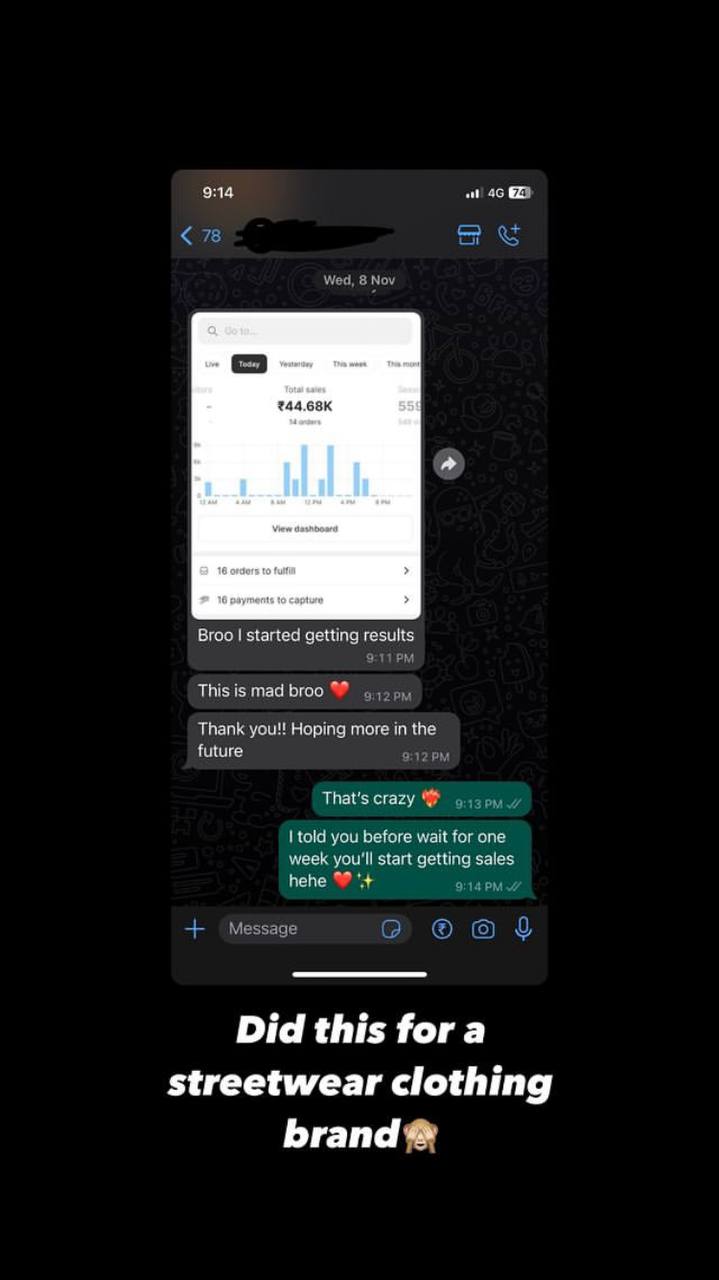 9:14
4G 74
78
Wed, 8 Nov
Go to...
Live Today Yesterday This week This mont
Total sales
₹44.68K
559
14 orders
12 AM 4 AM 8 AM 12 PM 4 PM 8 PM
View dashboard
16 orders to fulfill
16 payments to capture
Broo I started getting results
9:11 PM
This is mad broo ❤️ 9:12 PM
Thank you!! Hoping more in the
future
9:12 PM
That's crazy ❤️‍🔥 9:13 PM
I told you before wait for one
week you'll start getting sales
hehe ❤️✨ 9:14 PM
Message
Did this for a
streetwear clothing
brand🙈